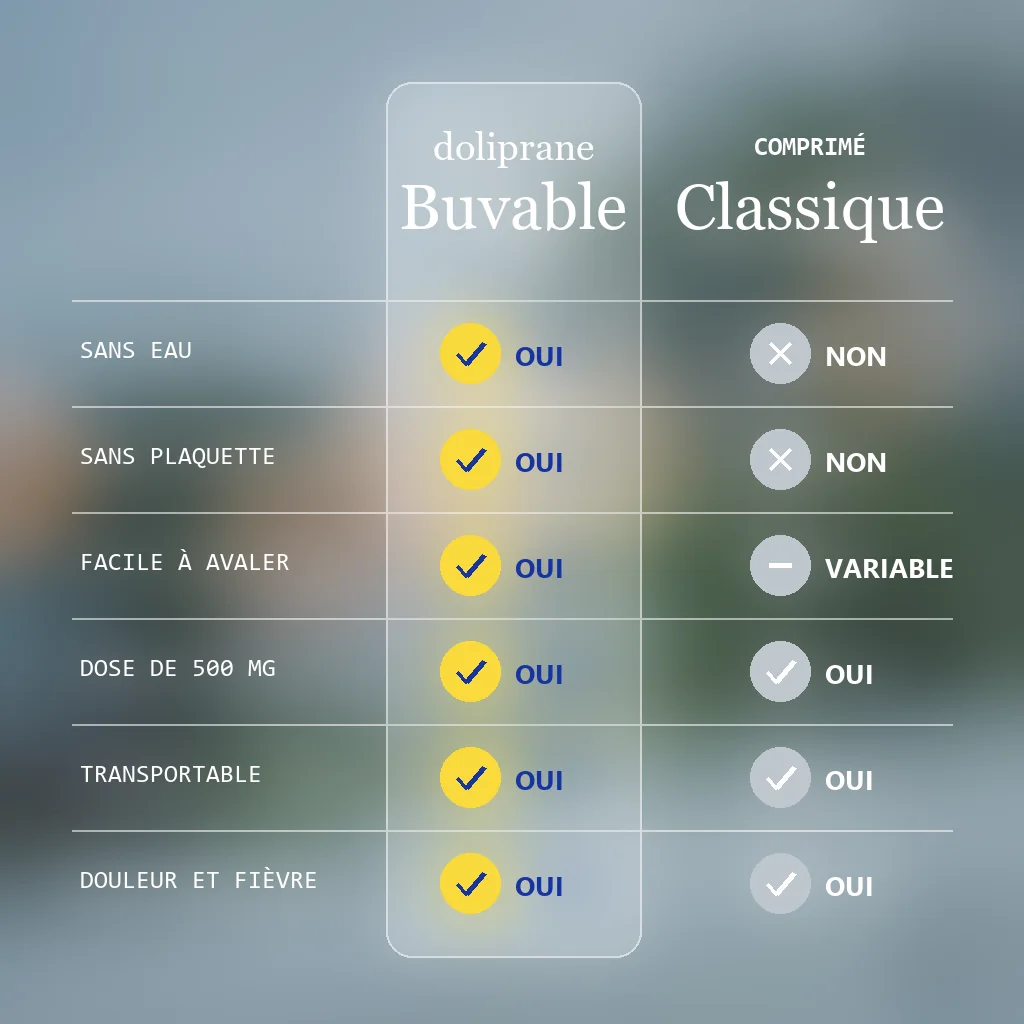 doliprane
Buvable
COMPRIMÉ
Classique
SANS EAU OUI NON
SANS PLAQUETTE OUI NON
FACILE À AVALER OUI VARIABLE
DOSE DE 500 MG OUI OUI
TRANSPORTABLE OUI OUI
DOULEUR ET FIÈVRE OUI OUI